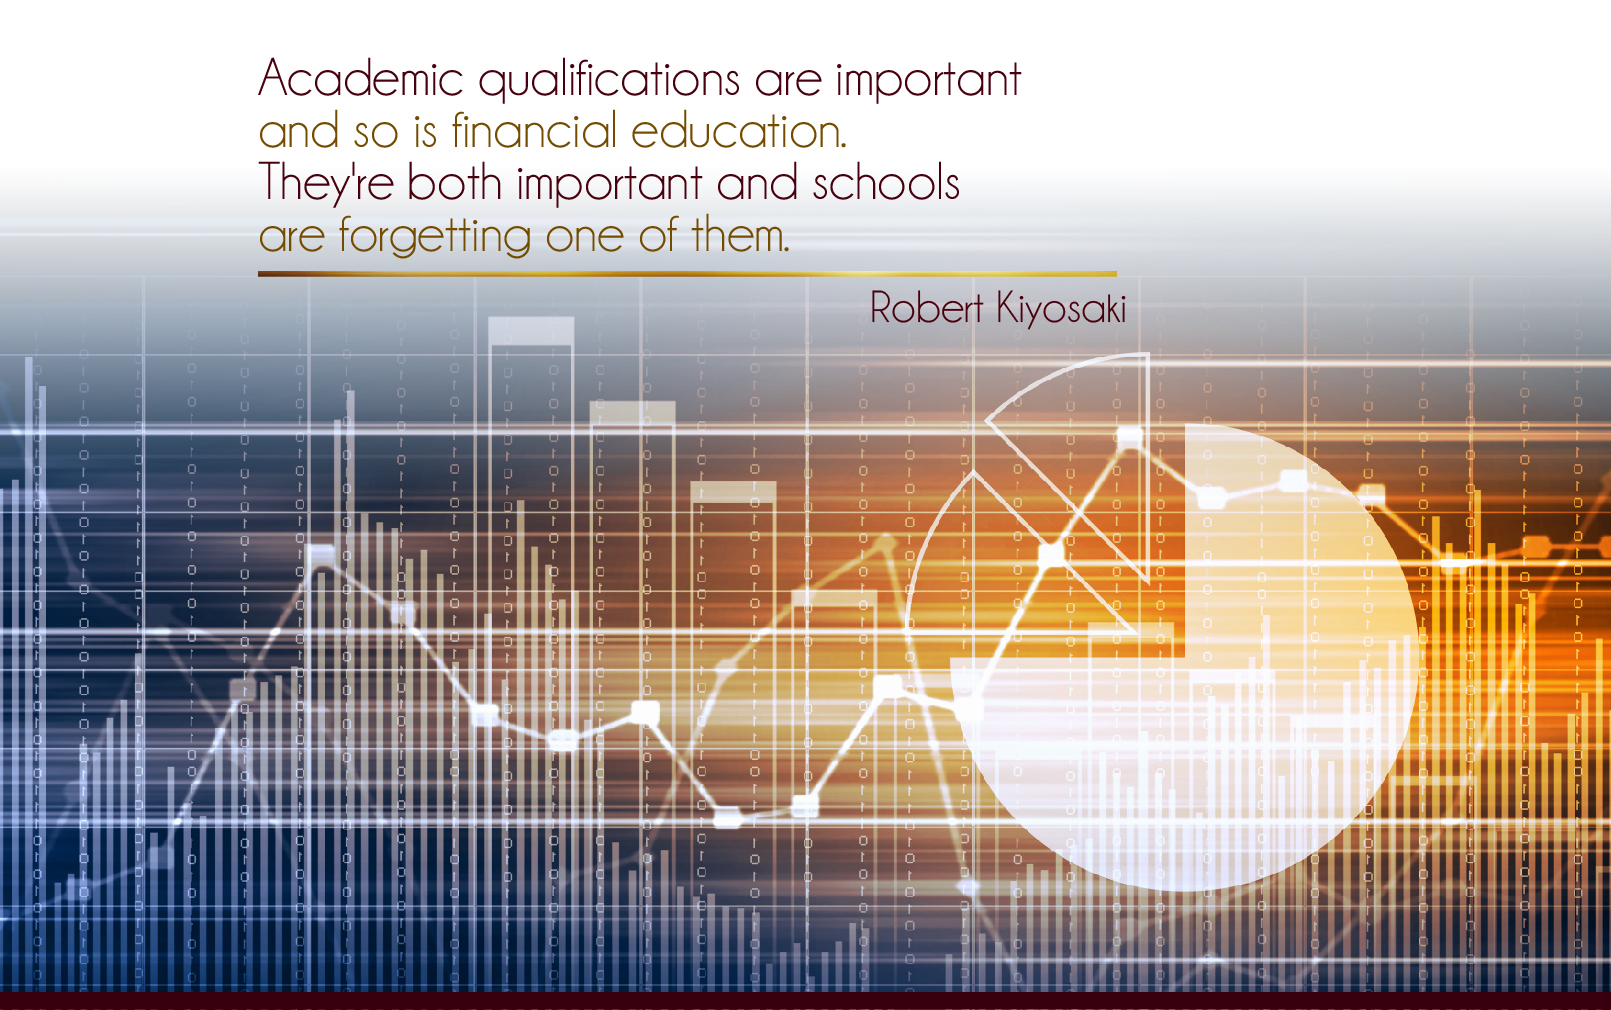 Academic qualifications are important
and so is financial education.
They're both important and schools
are forgetting one of them.
Robert Kiyosaki